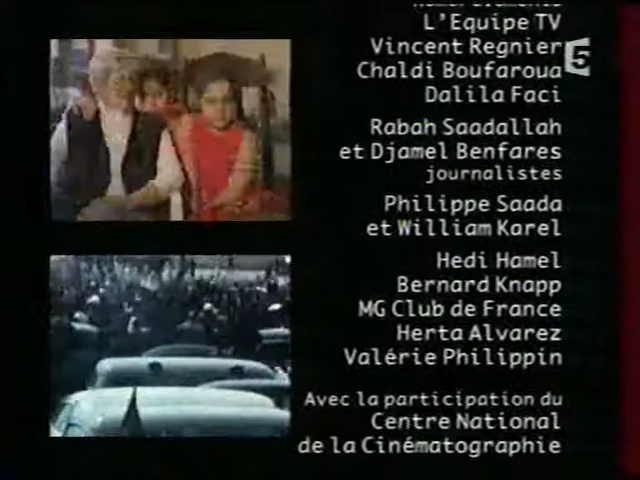 L'Equipe TV
Vincent Regnier
5
Chaldi Boufaroua
Dalila Faci
Rabah Saadallah
et Djamel Benfares
journalistes
Philippe Saada
et William Karel
Hedi Hamel
Bernard Knapp
MG Club de France
Herta Alvarez
Valérie Philippin
Avec la participation du
Centre National
de la Cinématographie